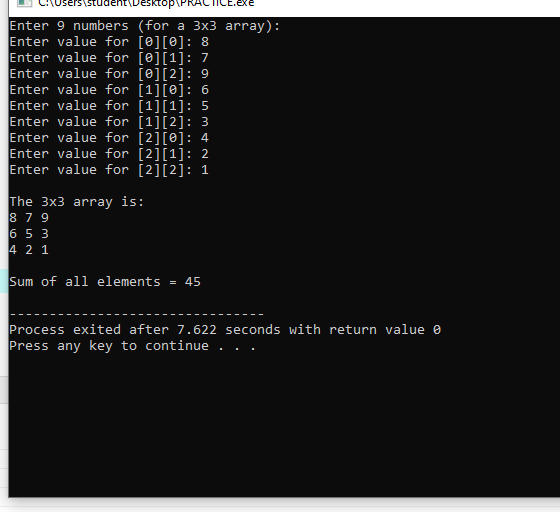 C:\Users\student\Desktop\PRACTICE.exe
Enter 9 numbers (for a 3x3 array):
Enter value for [0][0]: 8
Enter value for [0][1]: 7
Enter value for [0][2]: 9
Enter value for [1][0]: 6
Enter value for [1][1]: 5
Enter value for [1][2]: 3
Enter value for [2][0]: 4
Enter value for [2][1]: 2
Enter value for [2][2]: 1
The 3x3 array is:
8 7 9
6 5 3
4 2 1
Sum of all elements = 45
--------------------------------
Process exited after 7.622 seconds with return value 0
Press any key to continue . . .